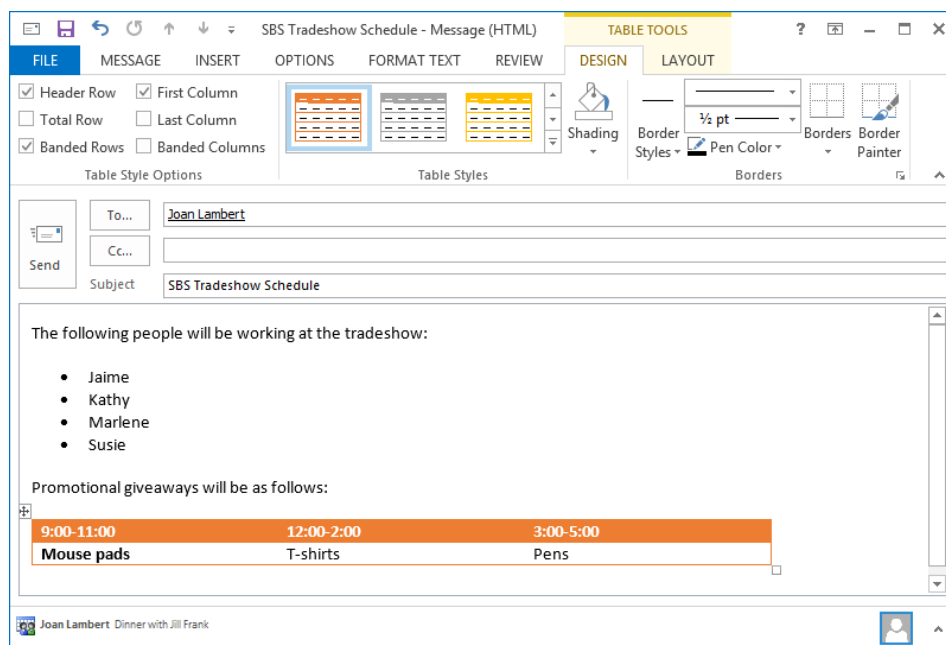 SBS Tradeshow Schedule - Message (HTML) TABLE TOOLS ?
FILE MESSAGE INSERT OPTIONS FORMAT TEXT REVIEW DESIGN LAYOUT
Header Row First Column
Total Row Last Column
Banded Rows Banded Columns
Table Style Options
Table Styles
Shading
Border Styles
½ pt
Pen Color
Borders
Border Painter
Borders
Send
To... Joan Lambert
Cc...
Subject SBS Tradeshow Schedule
The following people will be working at the tradeshow:
• Jaime
• Kathy
• Marlene
• Susie
Promotional giveaways will be as follows:
9:00-11:00 12:00-2:00 3:00-5:00
Mouse pads T-shirts Pens
Joan Lambert Dinner with Jill Frank